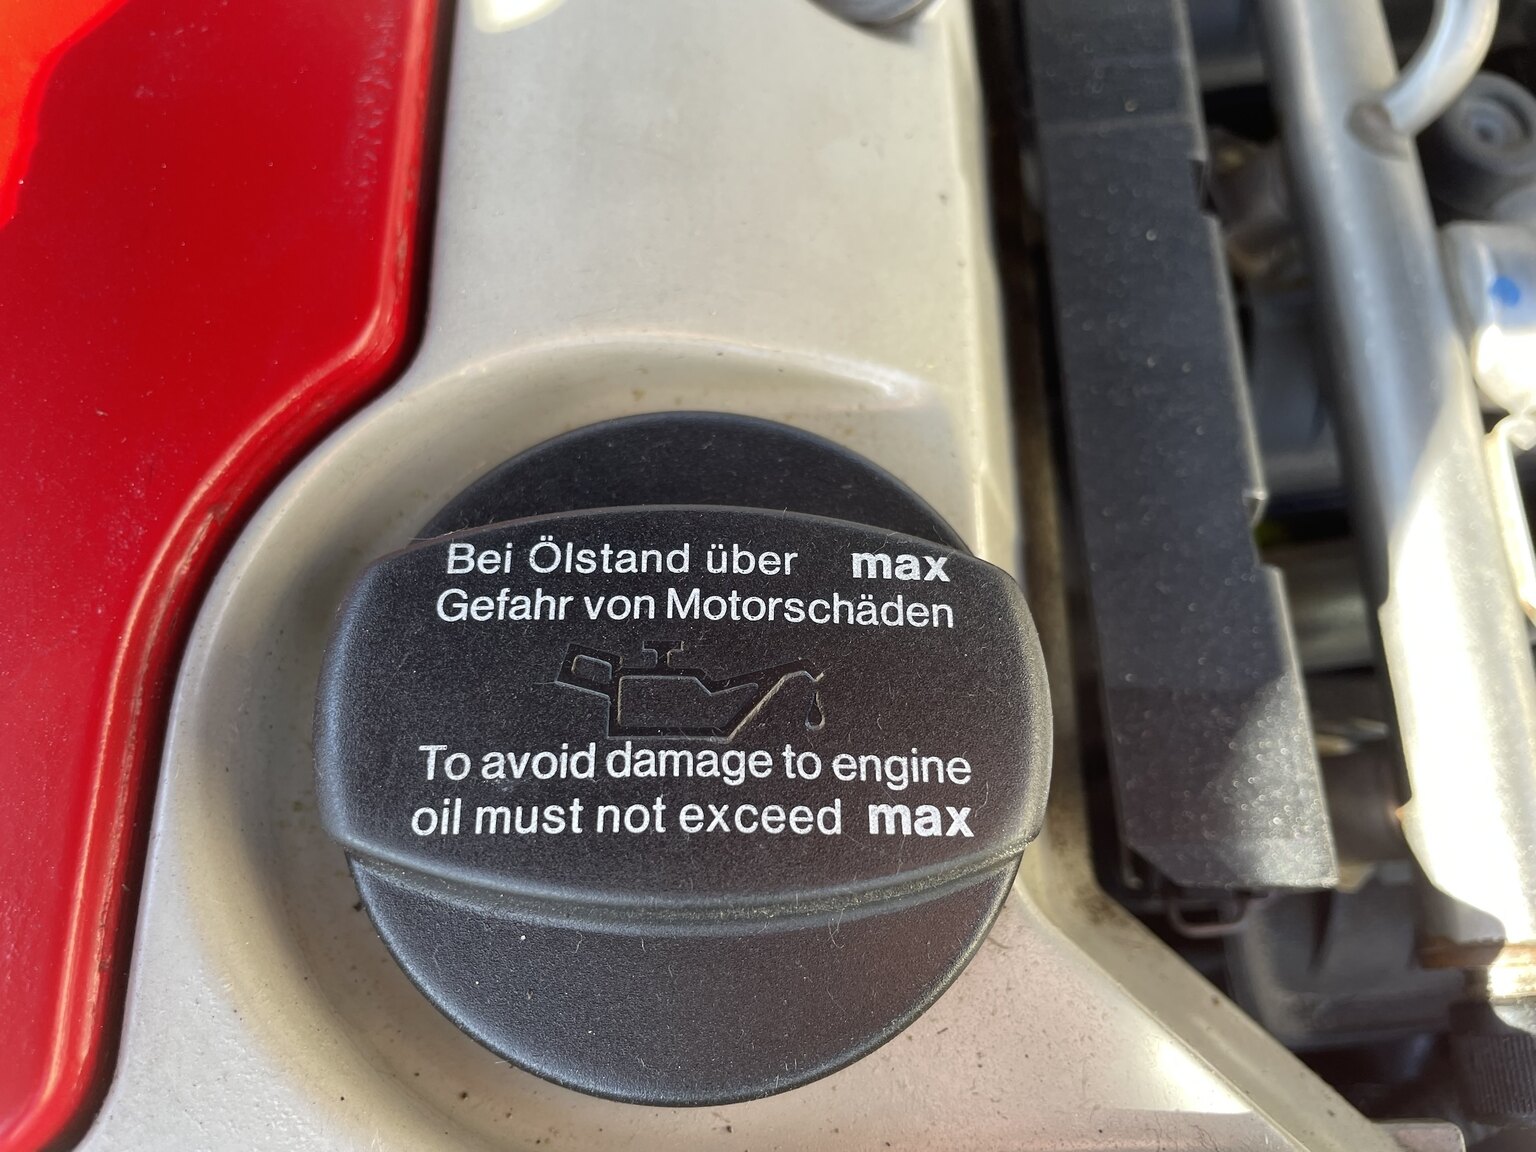 Bei Ölstand über max
Gefahr von Motorschäden
To avoid damage to engine
oil must not exceed max